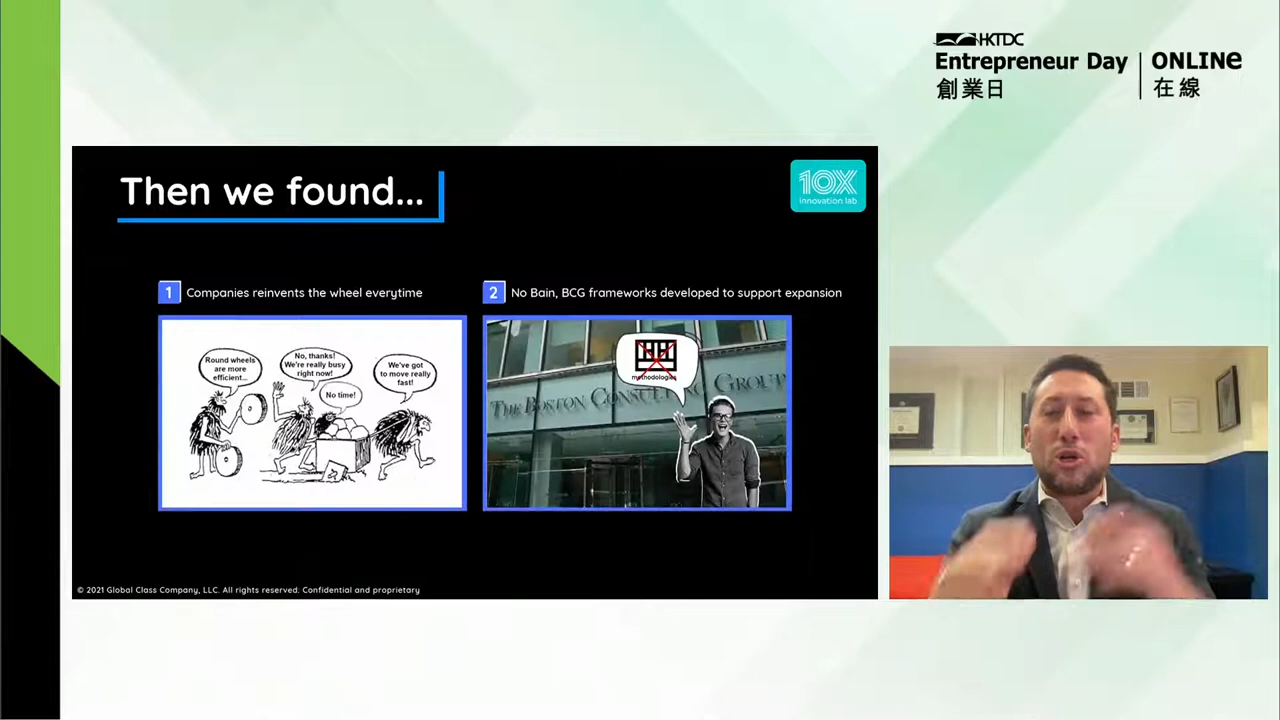 HKTDC
Entrepreneur Day
創業日
ONLINe
在線
Then we found...
10X
innovation lab
1 Companies reinvents the wheel everytime
2 No Bain, BCG frameworks developed to support expansion
Round wheels
are more
efficient...
No, thanks!
We're really busy
right now!
No time!
We've got
to move really
fast!
methodologies
THE BOSTON CONSULTING GROUP
© 2021 Global Class Company, LLC. All rights reserved. Confidential and proprietary